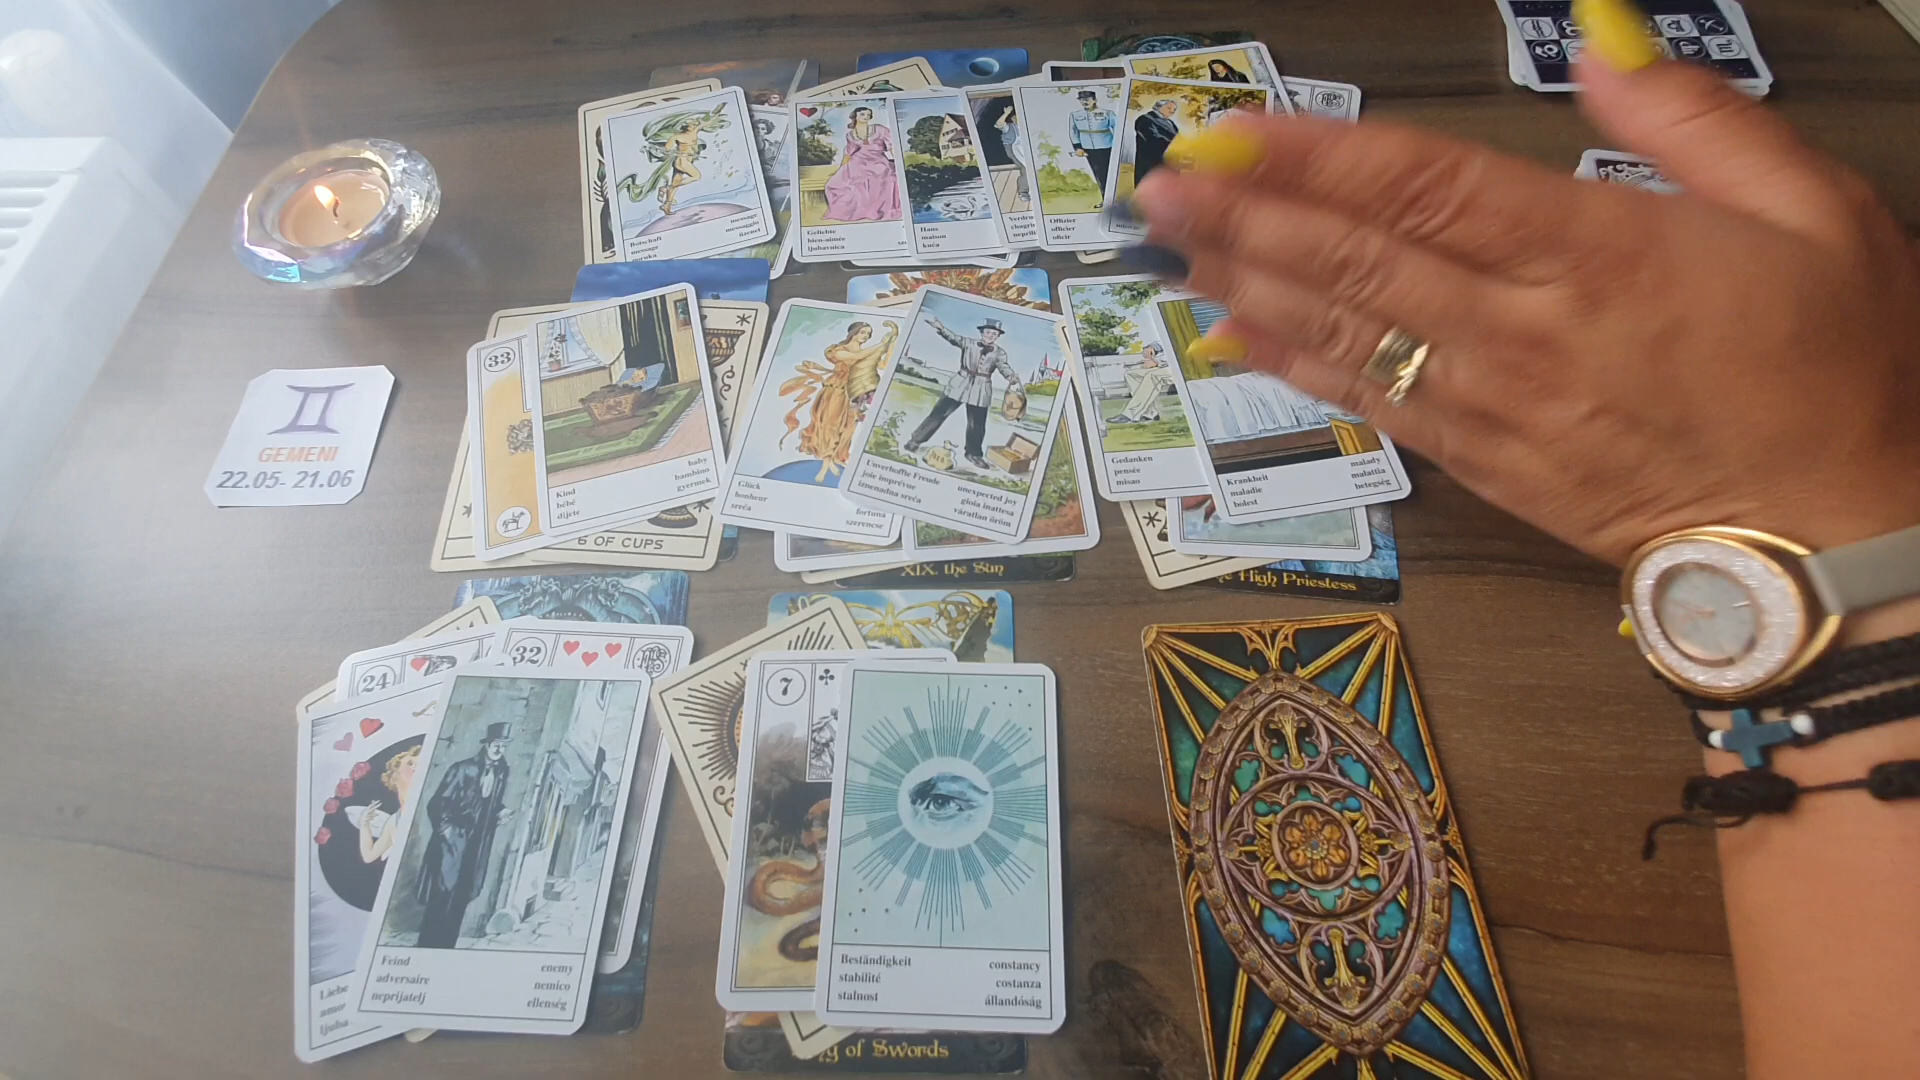 IX
Botschaft
message
message
messaggio
üzenet
Geliebte
bien-aimée
ljubavnica
Haus
maison
kuća
Offizier
officier
oficir
GEMENI
22.05- 21.06
33
Kind
bébé
dijete
baby
bambino
gyermek
6 OF CUPS
Glück
bonheur
sreća
fortuna
szerencse
Unverhoffte Freude
joie imprévue
iznenadna sreća
unexpected joy
gioia inattesa
váratlan öröm
XIX. the Sun
Gedanken
pensée
misao
Krankheit
maladie
bolest
malady
malattia
betegség
High Priestess
24
32
Liebe
Feind
adversaire
neprijatelj
enemy
nemico
ellenség
7
Beständigkeit
stabilité
stalnost
constancy
costanza
állandóság
of Swords